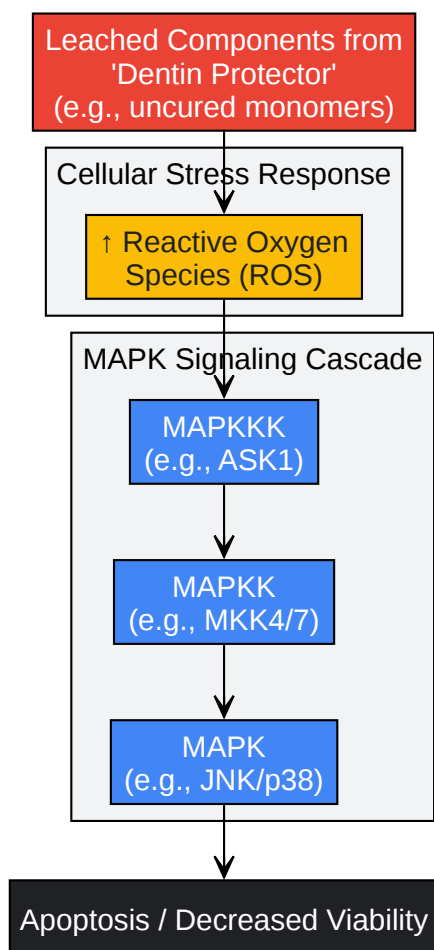 Leached Components from
'Dentin Protector'
(e.g., uncured monomers)
Cellular Stress Response
↑ Reactive Oxygen
Species (ROS)
MAPK Signaling Cascade
MAPKKK
(e.g., ASK1)
MAPKK
(e.g., MKK4/7)
MAPK
(e.g., JNK/p38)
Apoptosis / Decreased Viability